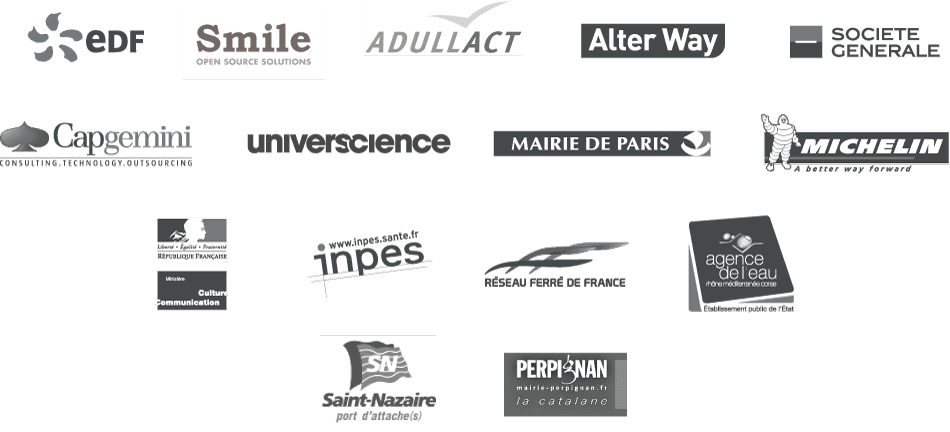 eDF
Smile
OPEN SOURCE SOLUTIONS
ADULLACT
Alter Way
SOCIETE
GENERALE
Capgemini
CONSULTING.TECHNOLOGY.OUTSOURCING
universcience
MAIRIE DE PARIS
MICHELIN
A better way forward
Liberté • Égalité • Fraternité
RÉPUBLIQUE FRANÇAISE
Ministère
Culture
Communication
www.inpes.sante.fr
inpes
RÉSEAU FERRÉ DE FRANCE
agence
de l'eau
rhône méditerranée corse
Établissement public de l'État
SN
Saint-Nazaire
port d'attache(s)
PERPIGNAN
mairie-perpignan.fr
la catalane